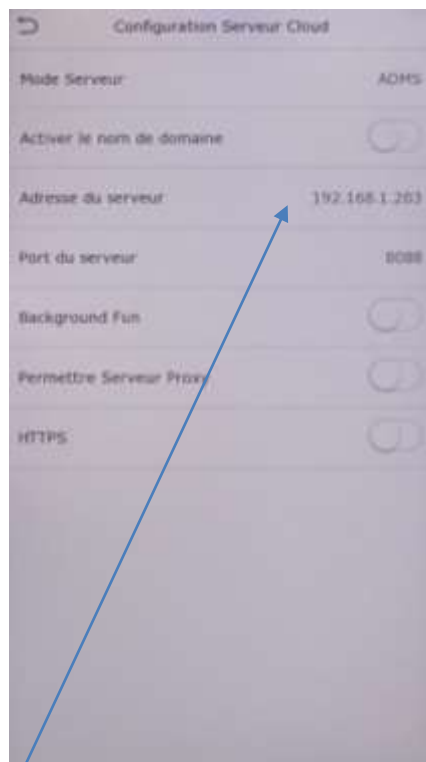 Configuration Serveur Cloud
Mode Serveur ADMS
Activer le nom de domaine
Adresse du serveur 192.168.1.203
Port du serveur 8088
Background Fun
Permettre Serveur Proxy
HTTPS